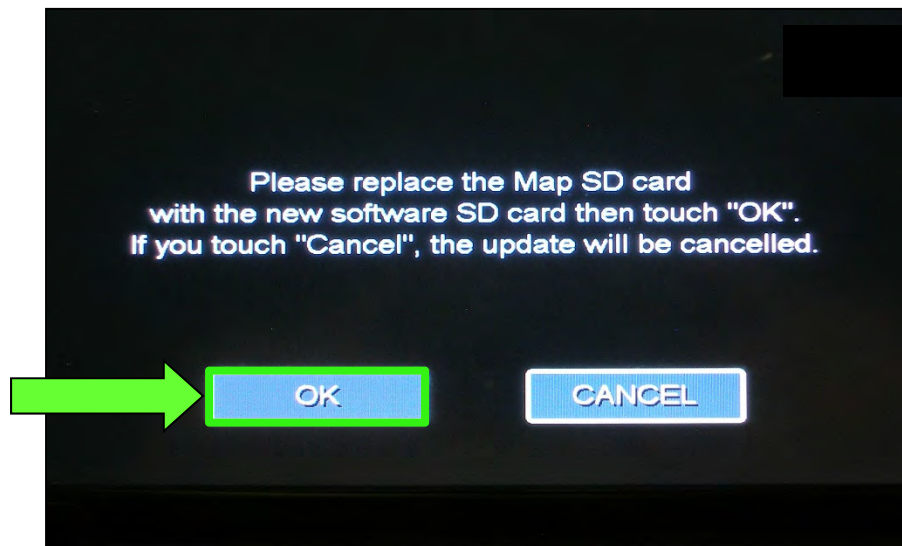 Please replace the Map SD card
with the new software SD card then touch "OK".
If you touch "Cancel", the update will be cancelled.
OK
CANCEL